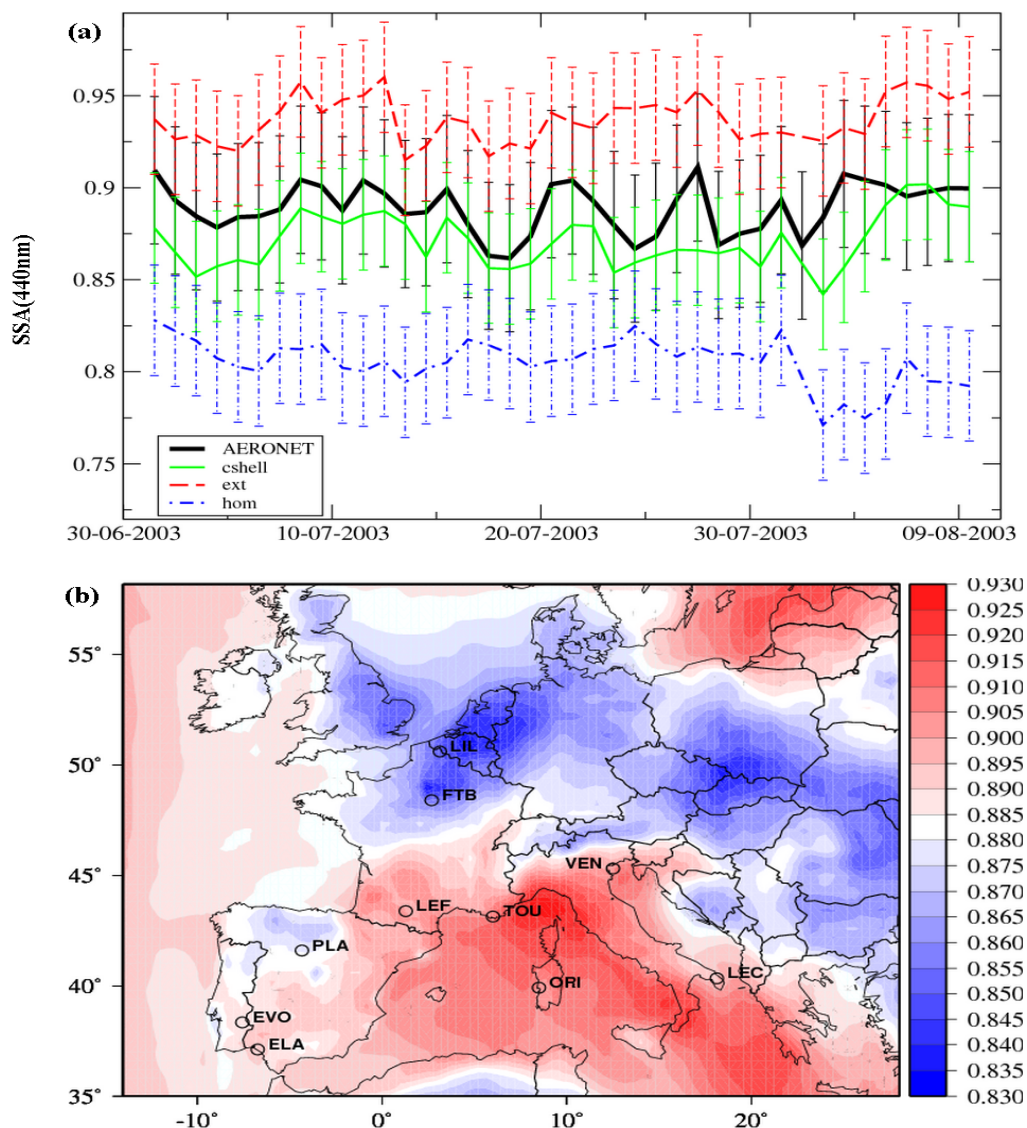 (a)
SSA(440nm)
0.95
0.9
0.85
0.8
0.75
AERONET
cshell
ext
hom
30-06-2003 10-07-2003 20-07-2003 30-07-2003 09-08-2003
(b)
55°
50°
45°
40°
35°
LIL
FTB
VEN
LEF
TOU
PLA
LEC
ORI
EVO
ELA
-10° 0° 10° 20°
0.930
0.925
0.920
0.915
0.910
0.905
0.900
0.895
0.890
0.885
0.880
0.875
0.870
0.865
0.860
0.855
0.850
0.845
0.840
0.835
0.830